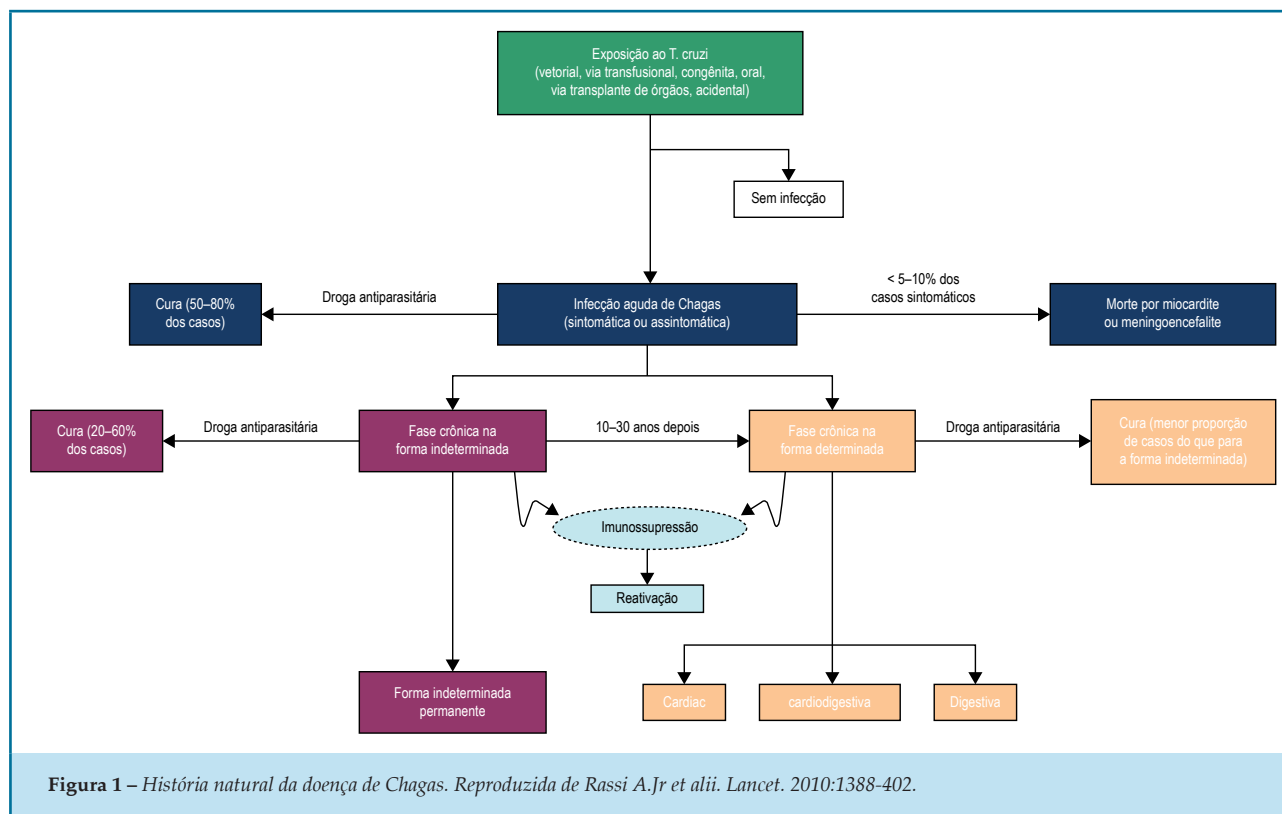 Exposição ao T. cruzi
(vetorial, via transfusional, congênita, oral,
via transplante de órgãos, acidental)
Sem infecção
Cura (50–80%
dos casos)
Droga antiparasitária
Infecção aguda de Chagas
(sintomática ou assintomática)
< 5–10% dos
casos sintomáticos
Morte por miocardite
ou meningoencefalite
Cura (20–60%
dos casos)
Droga antiparasitária
Fase crônica na
forma indeterminada
10–30 anos depois
Fase crônica na
forma determinada
Droga antiparasitária
Cura (menor proporção
de casos do que para
a forma indeterminada)
Imunossupressão
Reativação
Forma indeterminada
permanente
Cardiac
cardiodigestiva
Digestiva
Figura 1 – História natural da doença de Chagas. Reproduzida de Rassi A.Jr et alii. Lancet. 2010:1388-402.